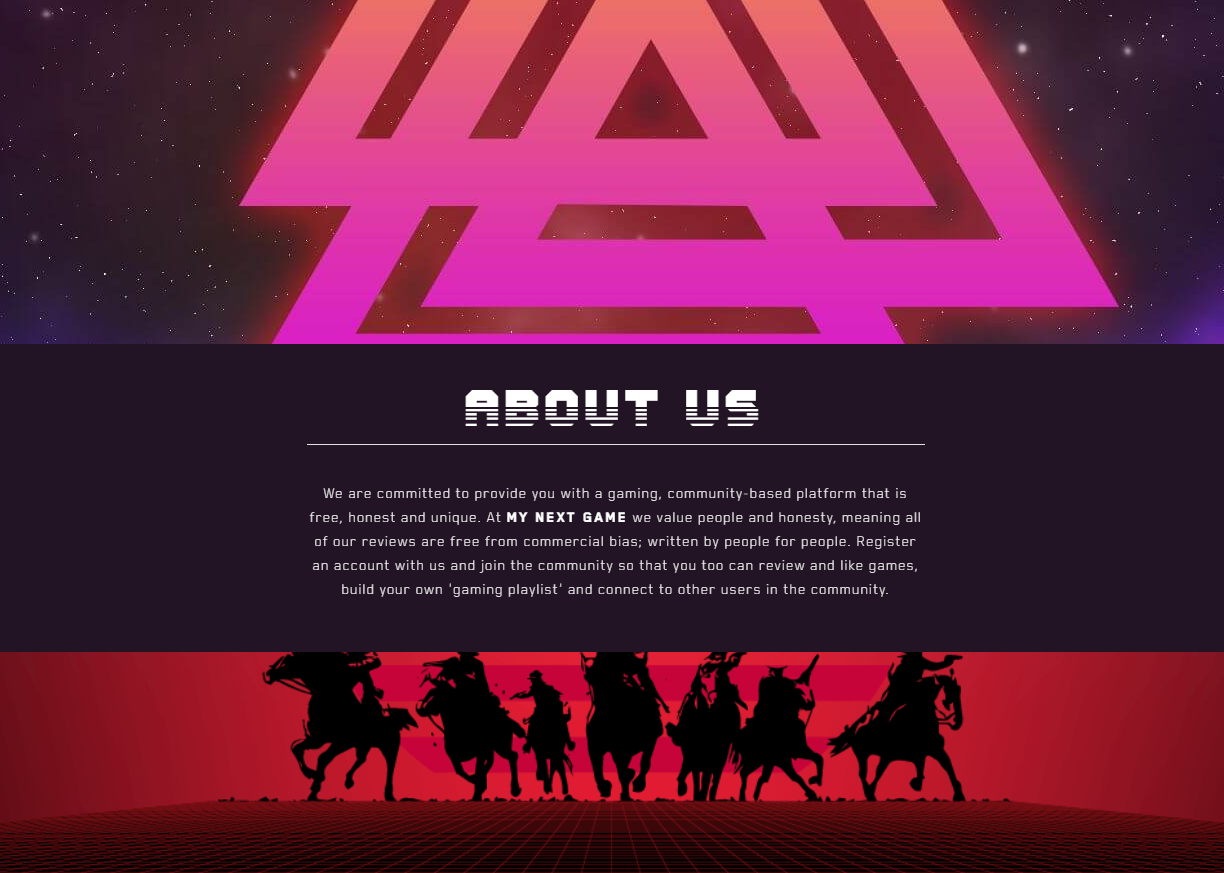 ABOUT US
We are committed to provide you with a gaming, community-based platform that is
free, honest and unique. At MY NEXT GAME we value people and honesty, meaning all
of our reviews are free from commercial bias; written by people for people. Register
an account with us and join the community so that you too can review and like games,
build your own 'gaming playlist' and connect to other users in the community.